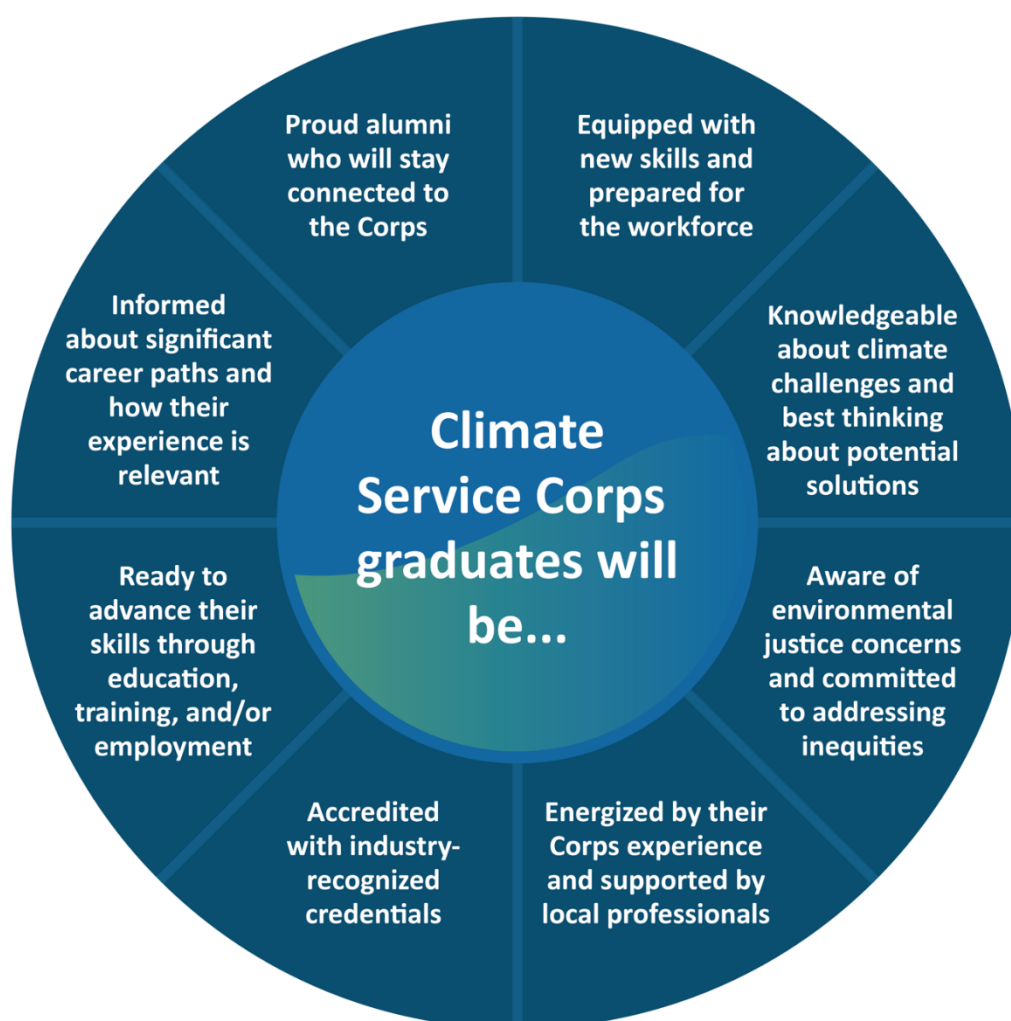 Climate
Service Corps
graduates will
be...
Equipped with
new skills and
prepared for
the workforce
Knowledgeable
about climate
challenges and
best thinking
about potential
solutions
Aware of
environmental
justice concerns
and committed
to addressing
inequities
Energized by their
Corps experience
and supported by
local professionals
Accredited
with industry-
recognized
credentials
Ready to
advance their
skills through
education,
training, and/or
employment
Informed
about significant
career paths and
how their
experience is
relevant
Proud alumni
who will stay
connected to
the Corps